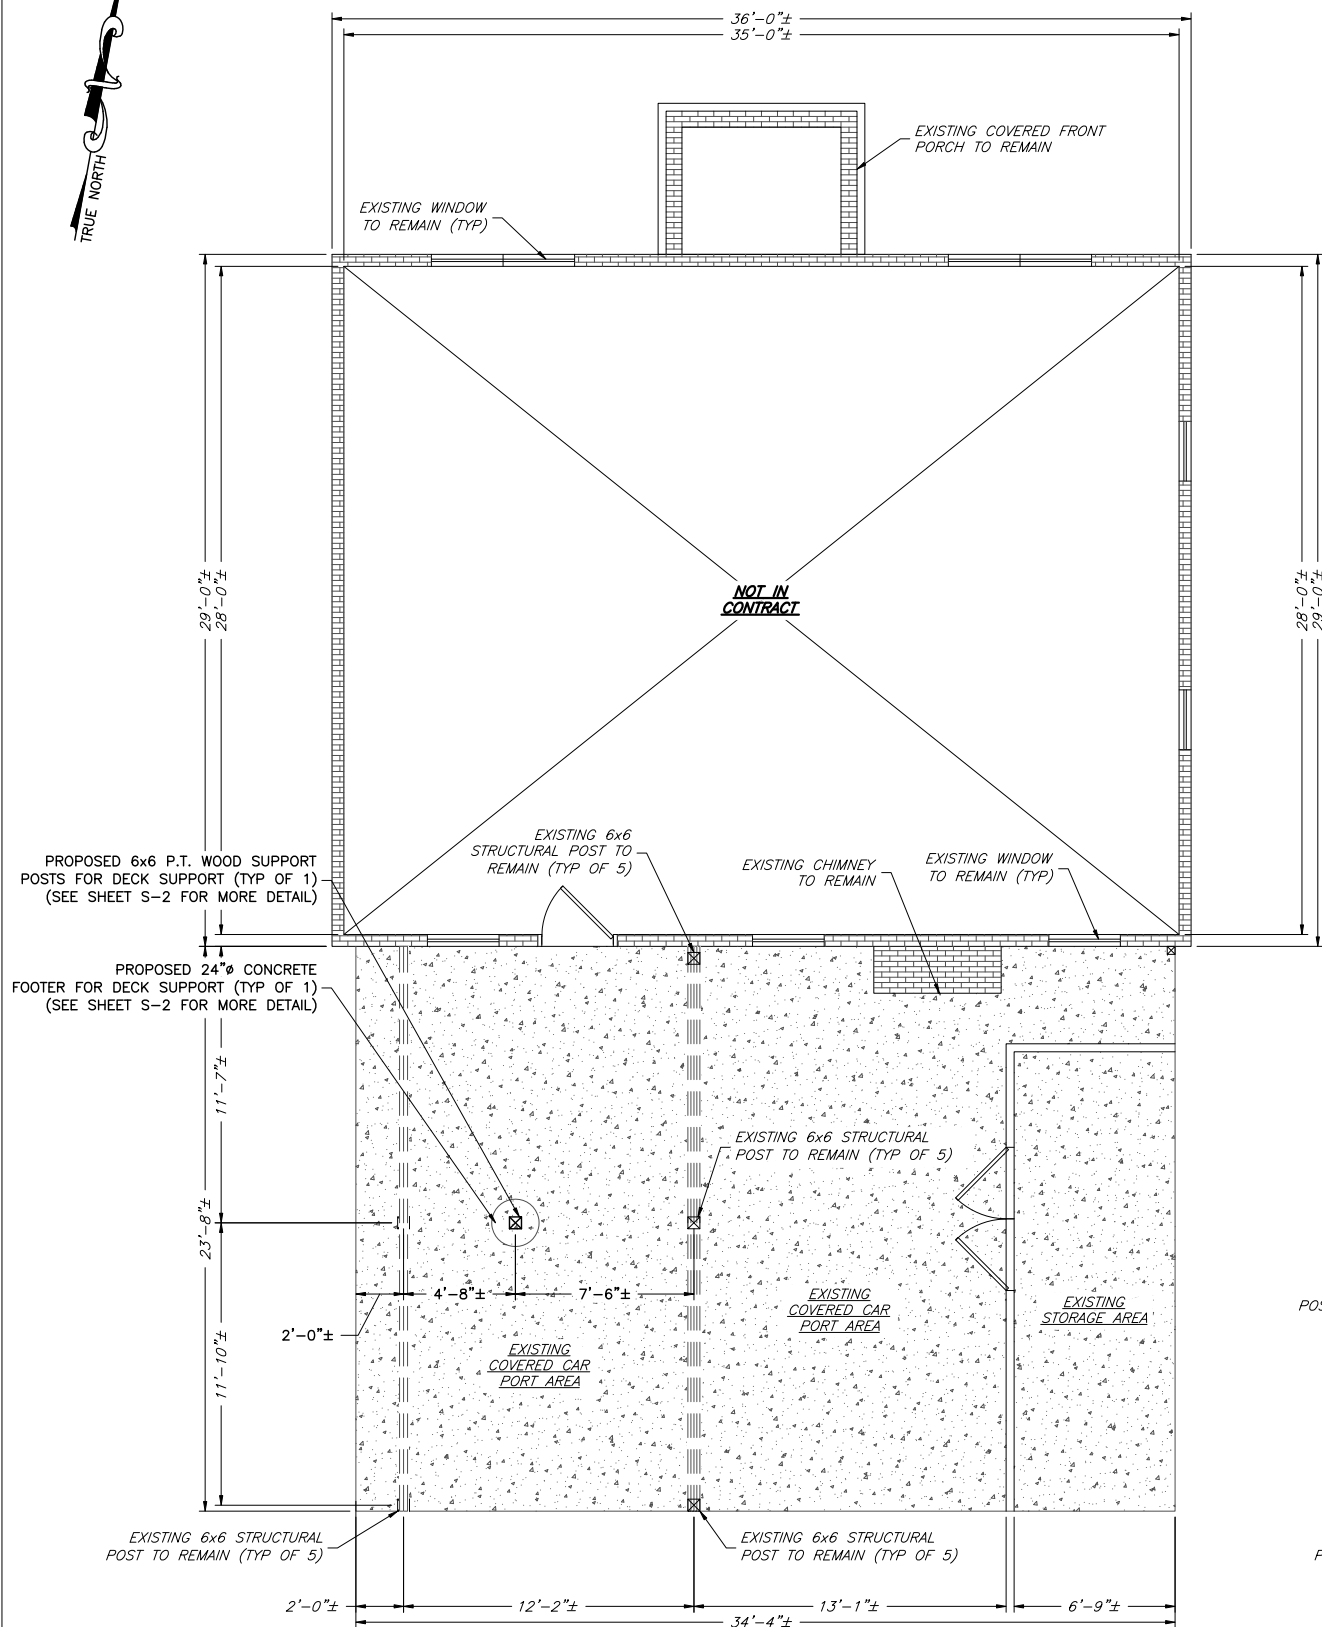 36'-0"±
35'-0"±
TRUE NORTH
EXISTING COVERED FRONT
PORCH TO REMAIN
EXISTING WINDOW
TO REMAIN (TYP)
29'-0"±
28'-0"±
28'-0"±
29'-0"±
NOT IN
CONTRACT
EXISTING 6x6
STRUCTURAL POST TO
REMAIN (TYP OF 5)
EXISTING CHIMNEY
TO REMAIN
EXISTING WINDOW
TO REMAIN (TYP)
PROPOSED 6x6 P.T. WOOD SUPPORT
POSTS FOR DECK SUPPORT (TYP OF 1)
(SEE SHEET S-2 FOR MORE DETAIL)
PROPOSED 24"ø CONCRETE
FOOTER FOR DECK SUPPORT (TYP OF 1)
(SEE SHEET S-2 FOR MORE DETAIL)
11'-7"±
23'-8"±
11'-10"±
EXISTING 6x6 STRUCTURAL
POST TO REMAIN (TYP OF 5)
4'-8"±
7'-6"±
2'-0"±
EXISTING
COVERED CAR
PORT AREA
EXISTING
COVERED CAR
PORT AREA
EXISTING
STORAGE AREA
POS
EXISTING 6x6 STRUCTURAL
POST TO REMAIN (TYP OF 5)
EXISTING 6x6 STRUCTURAL
POST TO REMAIN (TYP OF 5)
P
2'-0"±
12'-2"±
13'-1"±
6'-9"±
34'-4"±